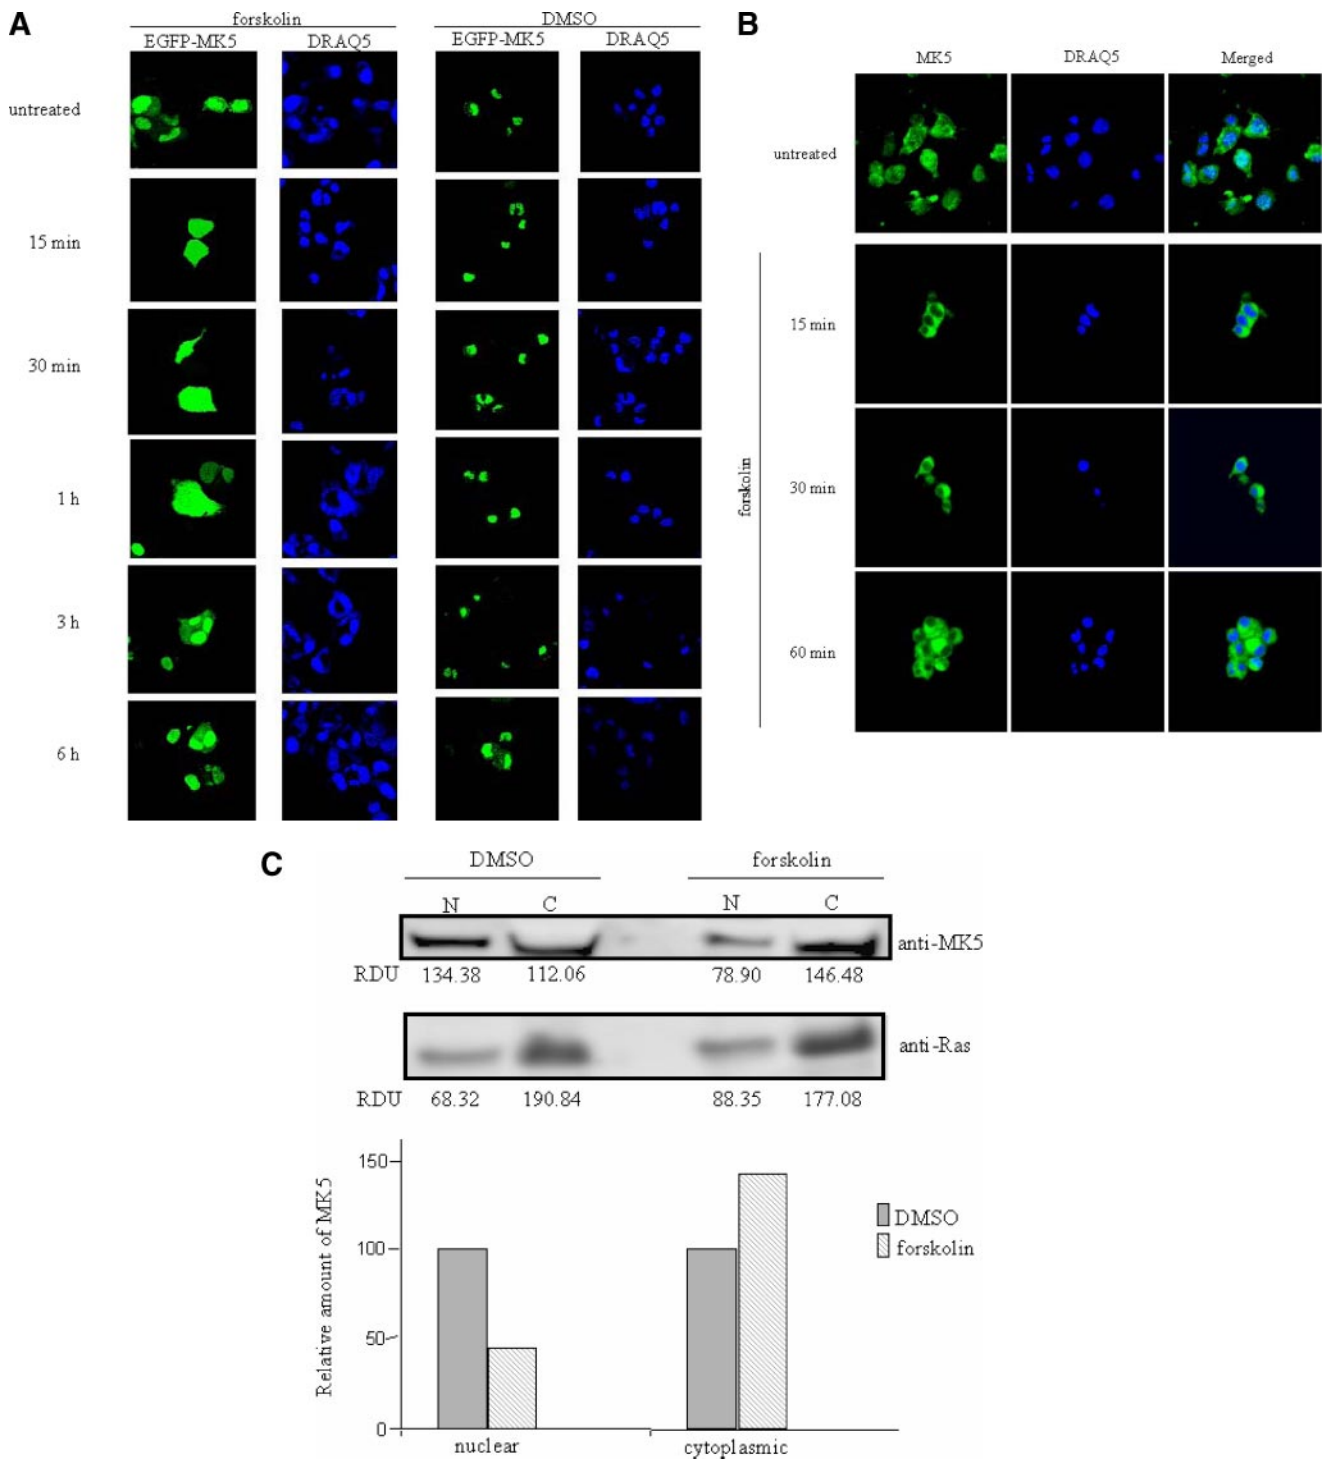 A
forskolin DMSO
EGFP-MK5 DRAQ5 EGFP-MK5 DRAQ5
untreated
15 min
30 min
1 h
3 h
6 h
B
MK5 DRAQ5 Merged
untreated
15 min
30 min
60 min
forskolin
C
DMSO forskolin
N C N C
anti-MK5
RDU 134.38 112.06 78.90 146.48
anti-Ras
RDU 68.32 190.84 88.35 177.08
Relative amount of MK5
150
100
50
0
nuclear cytoplasmic
DMSO
forskolin